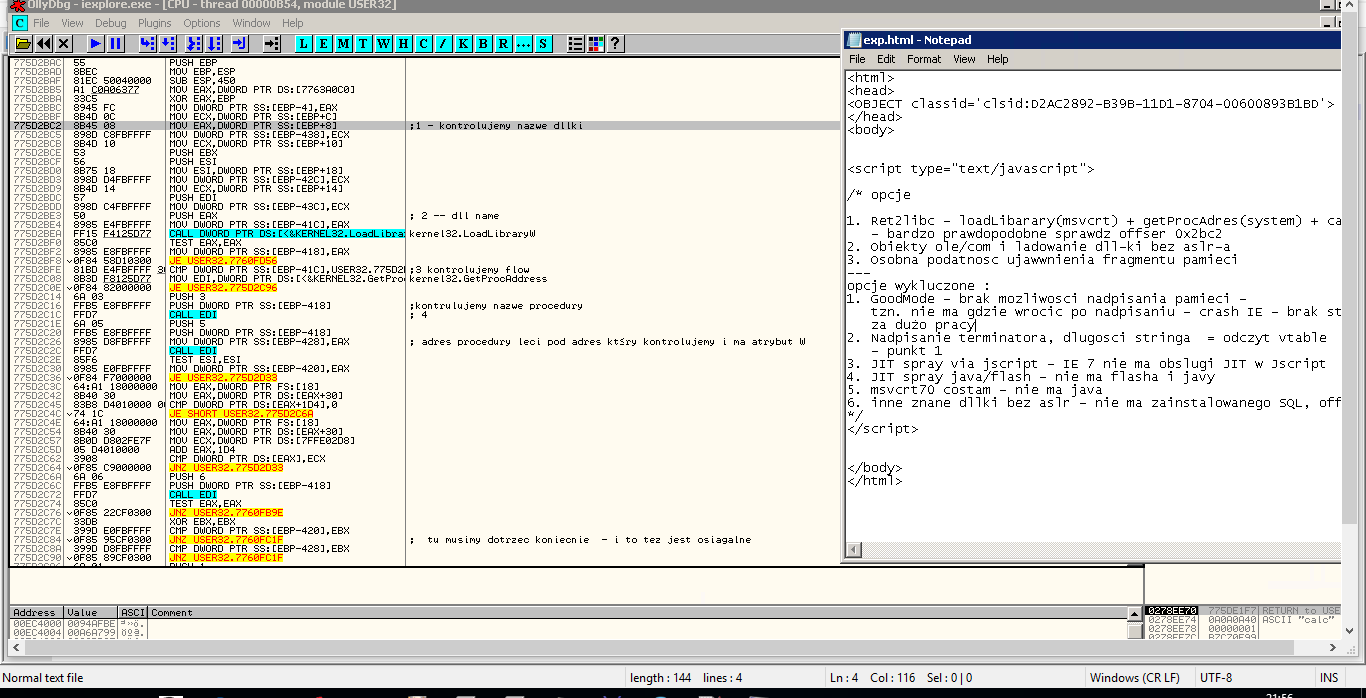 OllyDbg - iexplore.exe - [CPU - thread 00000B54, module USER32]
C File View Debug Plugins Options Window Help
L E M T W H C / K B R ... S ?
775D2BAC 55 PUSH EBP
775D2BAD 8BEC MOV EBP,ESP
775D2BAF 81EC 50040000 SUB ESP,450
775D2BB5 A1 C0A06377 MOV EAX,DWORD PTR DS:[7763A0C0]
775D2BBA 33C5 XOR EAX,EBP
775D2BBC 8945 FC MOV DWORD PTR SS:[EBP-4],EAX
775D2BBF 8B4D 0C MOV ECX,DWORD PTR SS:[EBP+C]
775D2BC2 8B45 08 MOV EAX,DWORD PTR SS:[EBP+8] ;1 - kontrolujemy nazwe dllki
775D2BC5 898D C8FBFFFF MOV DWORD PTR SS:[EBP-438],ECX
775D2BCB 8B4D 10 MOV ECX,DWORD PTR SS:[EBP+10]
775D2BCE 53 PUSH EBX
775D2BCF 56 PUSH ESI
775D2BD0 8B75 18 MOV ESI,DWORD PTR SS:[EBP+18]
775D2BD3 898D D4FBFFFF MOV DWORD PTR SS:[EBP-42C],ECX
775D2BD9 8B4D 14 MOV ECX,DWORD PTR SS:[EBP+14]
775D2BDC 57 PUSH EDI
775D2BDD 898D C4FBFFFF MOV DWORD PTR SS:[EBP-43C],ECX
775D2BE3 50 PUSH EAX ; 2 -- dll name
775D2BE4 8985 E4FBFFFF MOV DWORD PTR SS:[EBP-41C],EAX
775D2BEA FF15 F4125D77 CALL DWORD PTR DS:[<&KERNEL32.LoadLibrar kernel32.LoadLibraryW
775D2BF0 85C0 TEST EAX,EAX
775D2BF2 8985 E8FBFFFF MOV DWORD PTR SS:[EBP-418],EAX
775D2BF8 0F84 58D10300 JE USER32.7760FD56
775D2BFE 81BD E4FBFFFF CMP DWORD PTR SS:[EBP-41C],USER32.775D2 ;3 kontrolujemy flow
775D2C08 8B3D F8125D77 MOV EDI,DWORD PTR DS:[<&KERNEL32.GetProc kernel32.GetProcAddress
775D2C0E 0F84 82000000 JE USER32.775D2C96
775D2C14 6A 03 PUSH 3
775D2C16 FFB5 E8FBFFFF PUSH DWORD PTR SS:[EBP-418] ;kontrulujemy nazwe procedury
775D2C1C FFD7 CALL EDI ; 4
775D2C1E 6A 05 PUSH 5
775D2C20 FFB5 E8FBFFFF PUSH DWORD PTR SS:[EBP-418]
775D2C26 8985 D8FBFFFF MOV DWORD PTR SS:[EBP-428],EAX ; adres procedury leci pod adres który kontrolujemy i ma atrybut W
775D2C2C FFD7 CALL EDI
775D2C2E 85F6 TEST ESI,ESI
775D2C30 8985 E0FBFFFF MOV DWORD PTR SS:[EBP-420],EAX
775D2C36 0F84 F7000000 JE USER32.775D2D33
775D2C3C 64:A1 18000000 MOV EAX,DWORD PTR FS:[18]
775D2C42 8B40 30 MOV EAX,DWORD PTR DS:[EAX+30]
775D2C45 83B8 D4010000 0 CMP DWORD PTR DS:[EAX+1D4],0
775D2C4C 74 1C JE SHORT USER32.775D2C6A
775D2C4E 64:A1 18000000 MOV EAX,DWORD PTR FS:[18]
775D2C54 8B40 30 MOV EAX,DWORD PTR DS:[EAX+30]
775D2C57 8B0D D802FE7F MOV ECX,DWORD PTR DS:[7FFE02D8]
775D2C5D 05 D4010000 ADD EAX,1D4
775D2C62 3908 CMP DWORD PTR DS:[EAX],ECX
775D2C64 0F85 C9000000 JNZ USER32.775D2D33
775D2C6A 6A 06 PUSH 6
775D2C6C FFB5 E8FBFFFF PUSH DWORD PTR SS:[EBP-418]
775D2C72 FFD7 CALL EDI
775D2C74 85C0 TEST EAX,EAX
775D2C76 0F85 22CF0300 JNZ USER32.7760FB9E
775D2C7C 33DB XOR EBX,EBX
775D2C7E 399D E0FBFFFF CMP DWORD PTR SS:[EBP-420],EBX
775D2C84 0F85 95CF0300 JNZ USER32.7760FC1F ; tu musimy dotrzec koniecnie - i to tez jest osiagalne
775D2C8A 399D D8FBFFFF CMP DWORD PTR SS:[EBP-428],EBX
775D2C90 0F85 89CF0300 JNZ USER32.7760FC1F
Address Value ASCI Comment
00EC4000 0094AFBE
00EC4004 00A6A799
0278EE70 775DE1F7 RETURN to USE
0278EE74 0A0A0A40 ASCII "calc"
0278EE78 00000001
exp.html - Notepad
File Edit Format View Help
<html>
<head>
<OBJECT classid='clsid:D2AC2892-B39B-11D1-8704-00600893B1BD'>
</head>
<body>
<script type="text/javascript">
/* opcje
1. Ret2libc - loadLibarary(msvcrt) + getProcAdres(system) + ca
- bardzo prawdopodobne sprawdz offser 0x2bc2
2. Obiekty ole/com i ladowanie dll-ki bez aslr-a
3. Osobna podatnosc ujawwnienia fragmentu pamieci
---
opcje wykluczone :
1. GoodMode - brak mozliwosci nadpisania pamieci -
tzn. nie ma gdzie wrocic po nadpisaniu - crash IE - brak st
za dużo pracy
2. Nadpisanie terminatora, dlugosci stringa = odczyt vtable
- punkt 1
3. JIT spray via jscript - IE 7 nie ma obslugi JIT w Jscript
4. JIT spray java/flash - nie ma flasha i javy
5. msvcrt70 costam - nie ma java
6. inne znane dllki bez aslr - nie ma zainstalowanego SQL, off
*/
</script>
</body>
</html>
Normal text file length : 144 lines : 4 Ln : 4 Col : 116 Sel : 0 | 0 Windows (CR LF) UTF-8 INS